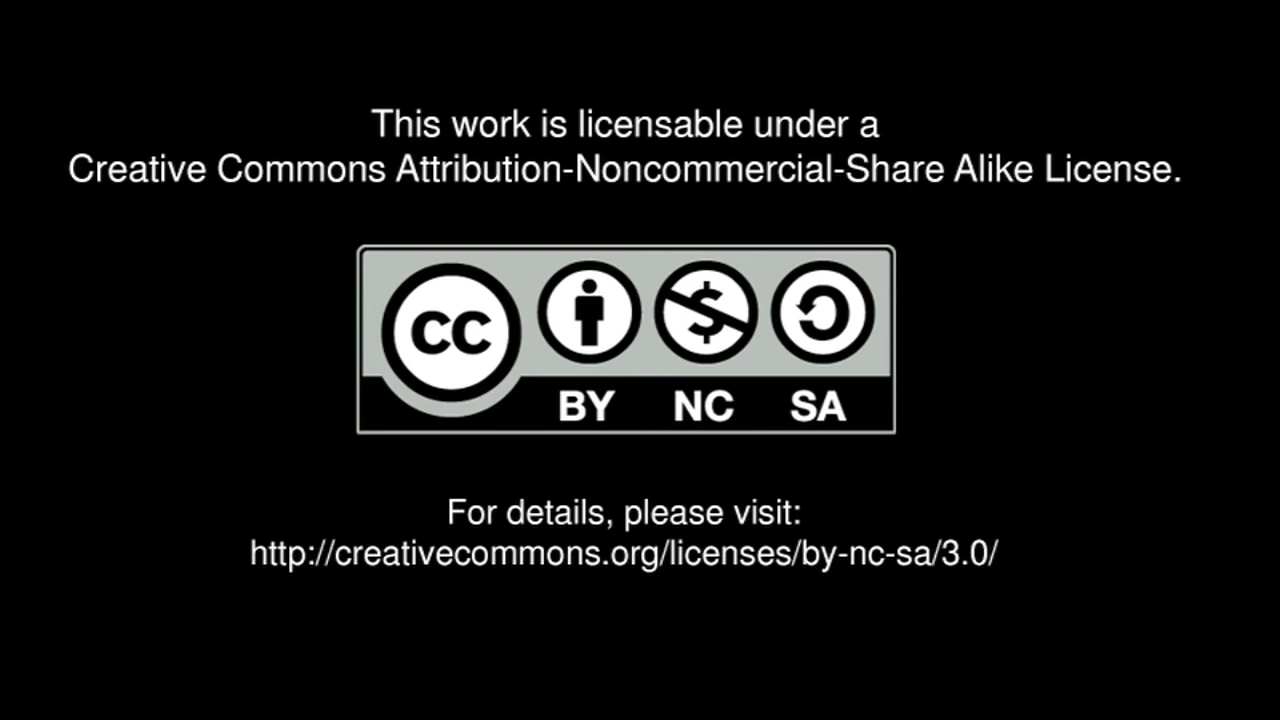 This work is licensable under a
Creative Commons Attribution-Noncommercial-Share Alike License.
CC
BY NC SA
For details, please visit:
http://creativecommons.org/licenses/by-nc-sa/3.0/